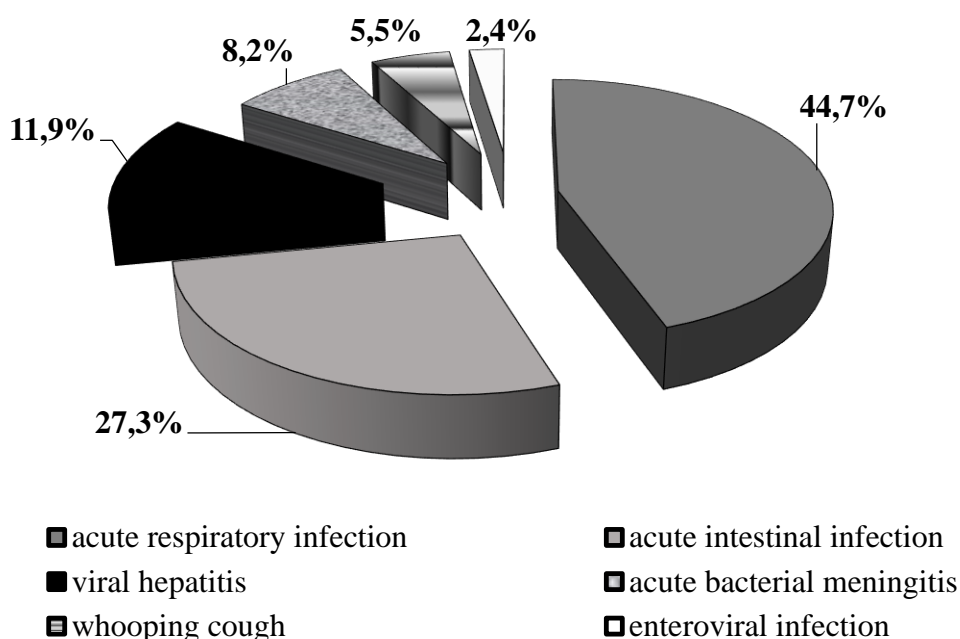 5,5%
2,4%
8,2%
44,7%
11,9%
27,3%
acute respiratory infection
acute intestinal infection
viral hepatitis
acute bacterial meningitis
whooping cough
enteroviral infection